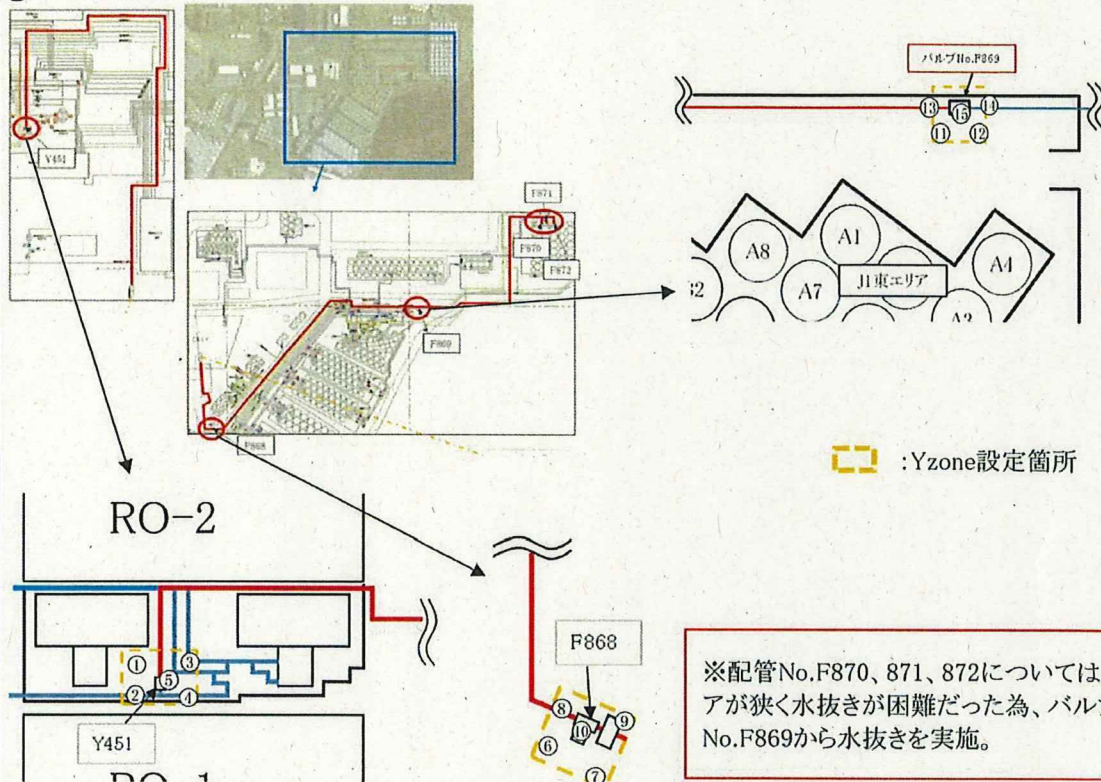 Y451
バルブNo.F869
⑬
⑮
⑭
⑪
⑫
F871
F870
F872
F869
F868
A8
A1
A4
A7
J1東エリア
:Yzone設定箇所
RO-2
①
③
⑤
②
④
Y451
F868
⑧
⑨
⑩
⑥
⑦
※配管No.F870、871、872については
アが狭く水抜きが困難だった為、バル
No.F869から水抜きを実施。